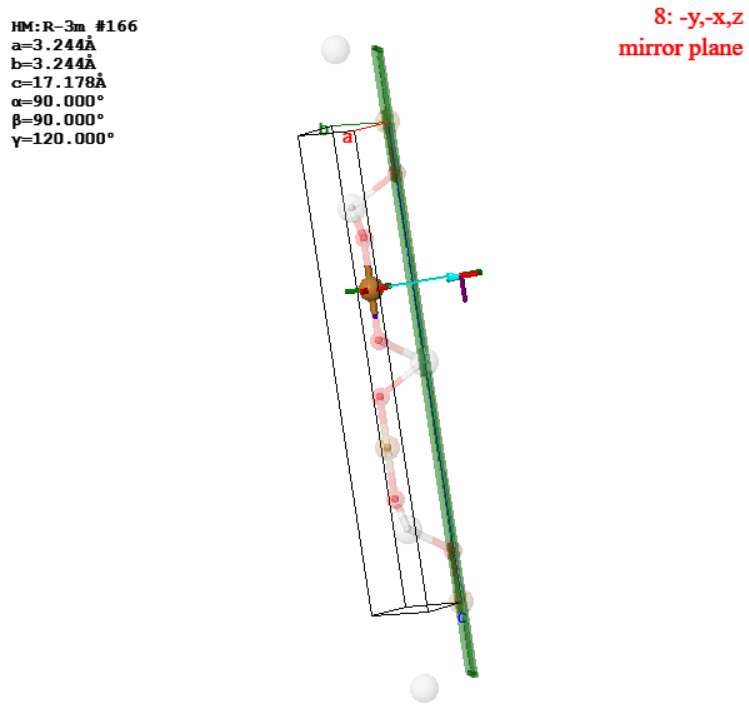 HM:R-3m #166
a=3.244Å
b=3.244Å
c=17.178Å
α=90.000°
β=90.000°
γ=120.000°
8: -y,-x,z
mirror plane
b
a
c